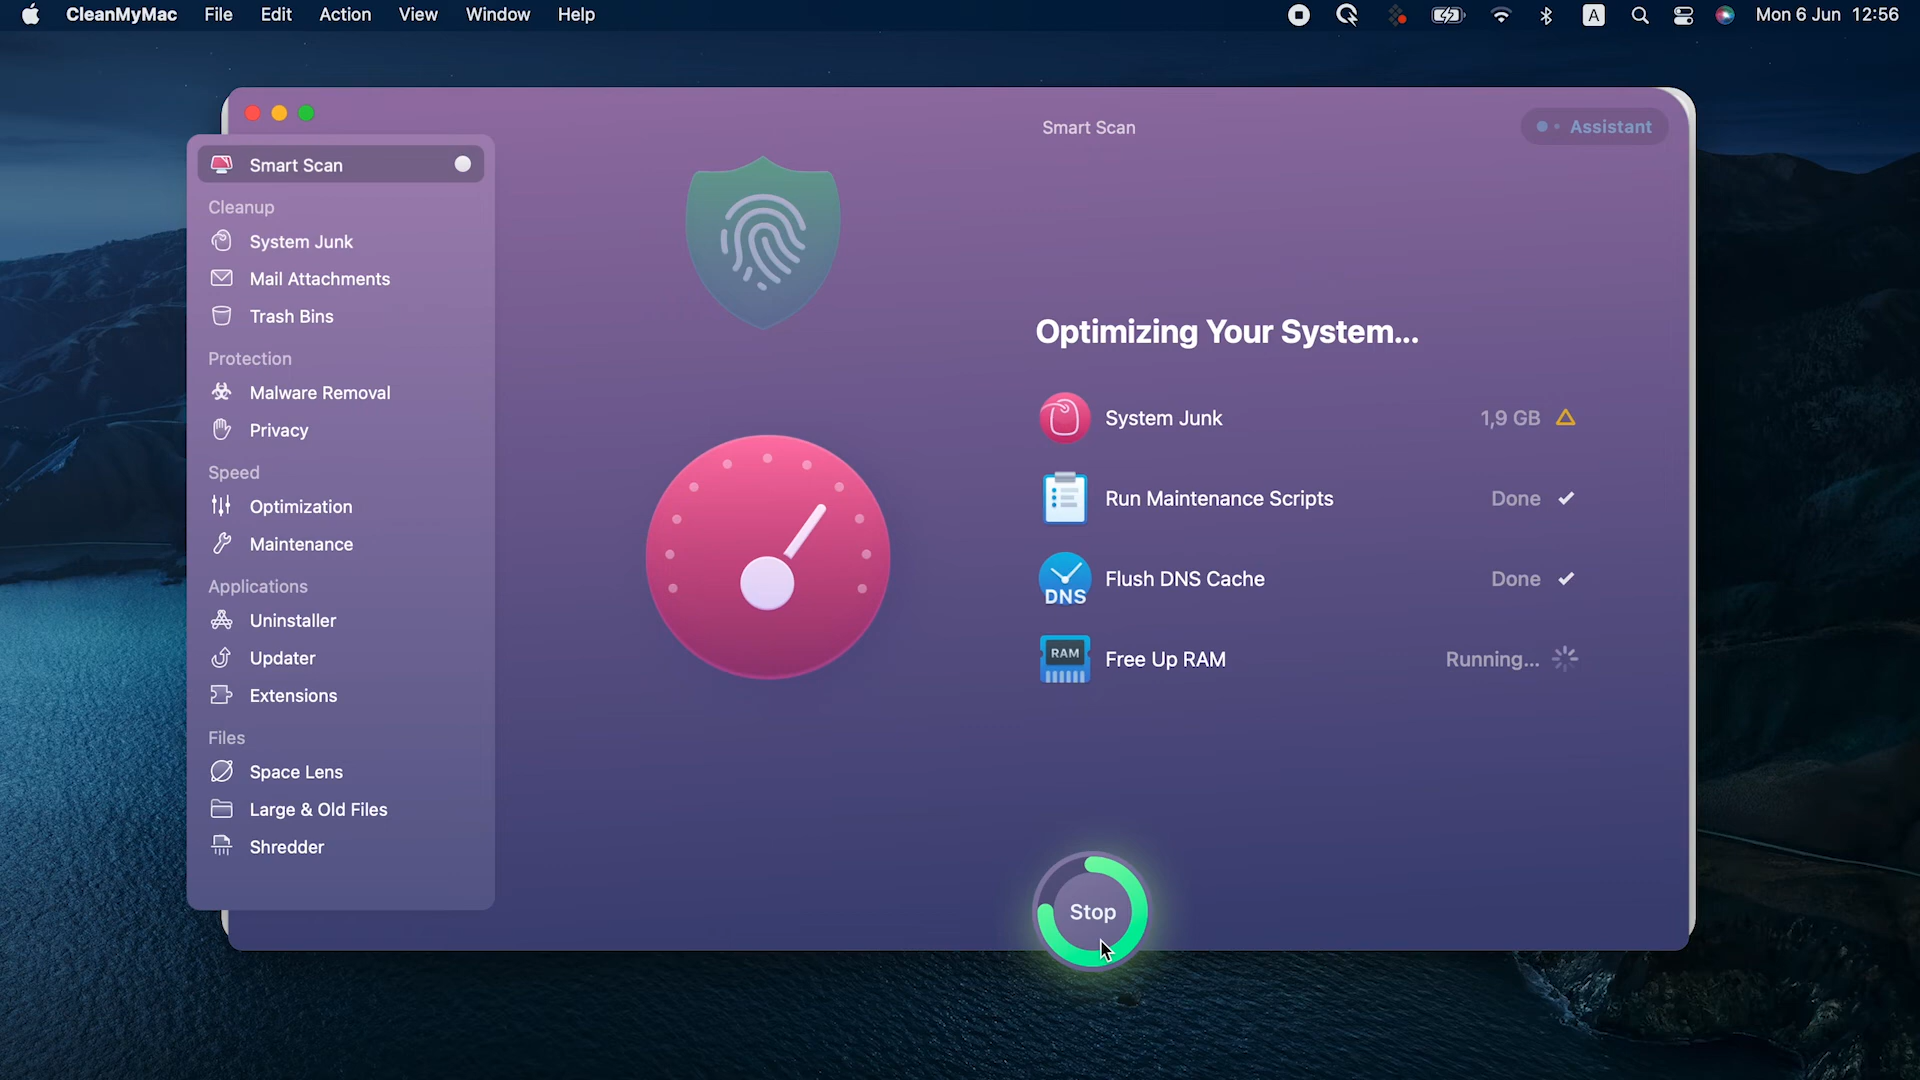 CleanMyMac File Edit Action View Window Help A Mon 6 Jun 12:56
Smart Scan
Assistant
Smart Scan
Cleanup
System Junk
Mail Attachments
Trash Bins
Protection
Malware Removal
Privacy
Speed
Optimization
Maintenance
Applications
Uninstaller
Updater
Extensions
Files
Space Lens
Large & Old Files
Shredder
Optimizing Your System...
System Junk 1,9 GB
Run Maintenance Scripts Done
DNS Flush DNS Cache Done
RAM Free Up RAM Running...
Stop